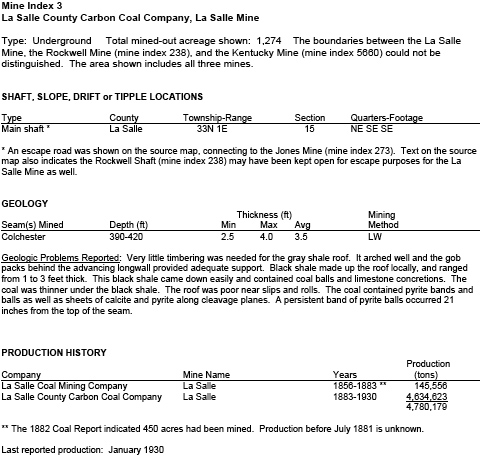 Mine Index 3
La Salle County Carbon Coal Company, La Salle Mine
Type: Underground Total mined-out acreage shown: 1,274 The boundaries between the La Salle
Mine, the Rockwell Mine (mine index 238), and the Kentucky Mine (mine index 5660) could not be
distinguished. The area shown includes all three mines.
SHAFT, SLOPE, DRIFT or TIPPLE LOCATIONS
Type County Township-Range Section Quarters-Footage
Main shaft * La Salle 33N 1E 15 NE SE SE
* An escape road was shown on the source map, connecting to the Jones Mine (mine index 273). Text on the source
map also indicates the Rockwell Shaft (mine index 238) may have been kept open for escape purposes for the La
Salle Mine as well.
GEOLOGY
Thickness (ft) Mining
Seam(s) Mined Depth (ft) Min Max Avg Method
Colchester 390-420 2.5 4.0 3.5 LW
Geologic Problems Reported: Very little timbering was needed for the gray shale roof. It arched well and the gob
packs behind the advancing longwall provided adequate support. Black shale made up the roof locally, and ranged
from 1 to 3 feet thick. This black shale came down easily and contained coal balls and limestone concretions. The
coal was thinner under the black shale. The roof was poor near slips and rolls. The coal contained pyrite bands and
balls as well as sheets of calcite and pyrite along cleavage planes. A persistent band of pyrite balls occurred 21
inches from the top of the seam.
PRODUCTION HISTORY
Production
Company Mine Name Years (tons)
La Salle Coal Mining Company La Salle 1856-1883 ** 145,556
La Salle County Carbon Coal Company La Salle 1883-1930 4,634,623
4,780,179
** The 1882 Coal Report indicated 450 acres had been mined. Production before July 1881 is unknown.
Last reported production: January 1930